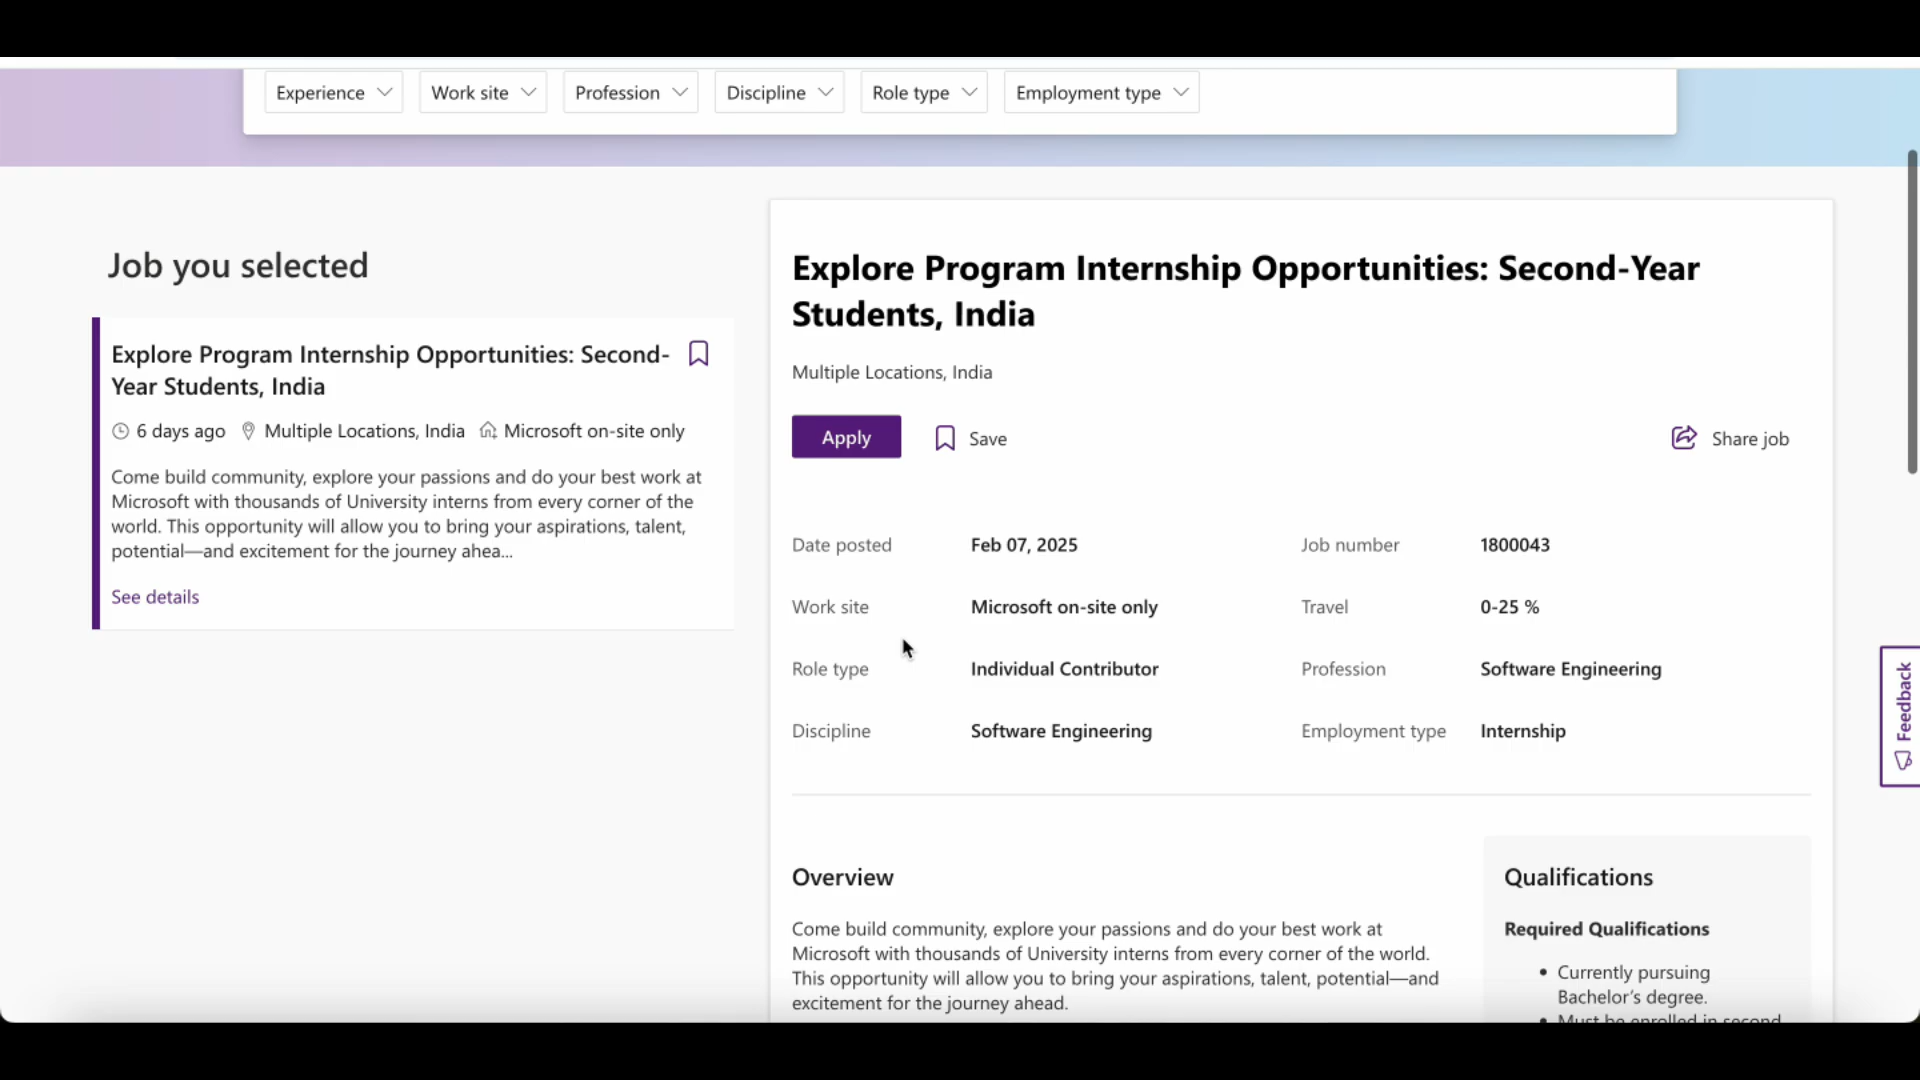 Experience
Work site
Profession
Discipline
Role type
Employment type
Job you selected
Explore Program Internship Opportunities: Second-
Year Students, India
6 days ago
Multiple Locations, India
Microsoft on-site only
Come build community, explore your passions and do your best work at
Microsoft with thousands of University interns from every corner of the
world. This opportunity will allow you to bring your aspirations, talent,
potential—and excitement for the journey ahea...
See details
Explore Program Internship Opportunities: Second-Year
Students, India
Multiple Locations, India
Apply
Save
Share job
Date posted
Feb 07, 2025
Job number
1800043
Work site
Microsoft on-site only
Travel
0-25 %
Role type
Individual Contributor
Profession
Software Engineering
Discipline
Software Engineering
Employment type
Internship
Overview
Come build community, explore your passions and do your best work at
Microsoft with thousands of University interns from every corner of the world.
This opportunity will allow you to bring your aspirations, talent, potential—and
excitement for the journey ahead.
Qualifications
Required Qualifications
• Currently pursuing
Bachelor's degree.
• Must be enrolled in second
Feedback